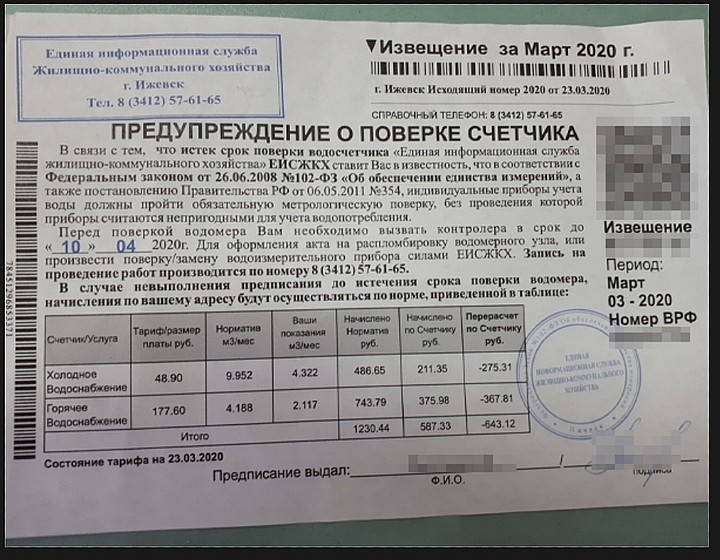 Единая информационная служба
Жилищно-коммунального хозяйства
г. Ижевск
Тел. 8 (3412) 57-61-65
▼Извещение за Март 2020 г.
г. Ижевск Исходящий номер 2020 от 23.03.2020
СПРАВОЧНЫЙ ТЕЛЕФОН: 8 (3412) 57-61-65
ПРЕДУПРЕЖДЕНИЕ О ПОВЕРКЕ СЧЕТЧИКА
В связи с тем, что истек срок поверки водосчетчика «Единая информационная служба
жилищно-коммунального хозяйства» ЕИСЖКХ ставит Вас в известность, что в соответствии с
Федеральным законом от 26.06.2008 №102-ФЗ «Об обеспечении единства измерений», а
также постановлению Правительства РФ от 06.05.2011 №354, индивидуальные приборы учета
воды должны пройти обязательную метрологическую поверку, без проведения которой
приборы считаются непригодными для учета водопотребления.
Перед поверкой водомера Вам необходимо вызвать контролера в срок до
« 10 » 04 2020г. Для оформления акта на распломбировку водомерного узла, или
произвести поверку/замену водоизмерительного прибора силами ЕИСЖКХ. Запись на
проведение работ производится по номеру 8 (3412) 57-61-65.
В случае невыполнения предписания до истечения срока поверки водомера,
начисления по вашему адресу будут осуществляться по норме, приведенной в таблице:
Извещение
Период:
Март
03 - 2020
Номер ВРФ
78451296853371
Счетчик/Услуга Тариф/размер платы руб. Норматив м3/мес Ваши показания м3/мес Начислено Норматив руб. Начислено по Счетчику руб. Перерасчет по Счетчику руб.
Холодное Водоснабжение 48.90 9.952 4.322 486.65 211.35 -275.31
Горячее Водоснабжение 177.60 4.188 2.117 743.79 375.98 -367.81
Итого 1230.44 587.33 -643.12
ЕДИНАЯ
ИНФОРМАЦИОННАЯ СЛУЖБА
ЖИЛИЩНО-КОММУНАЛЬНОГО
ХОЗЯЙСТВА
Состояние тарифа на 23.03.2020
Предписание выдал: /
Ф.И.О.
подпись